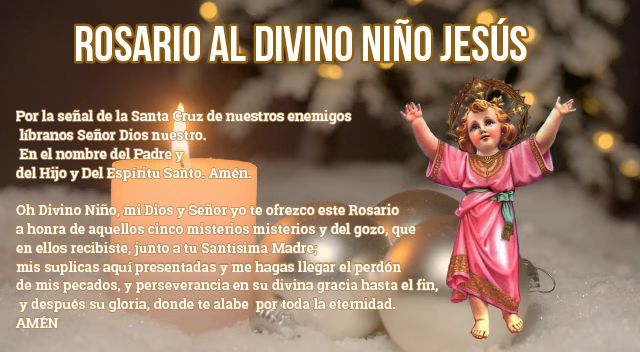 ROSARIO AL DIVINO NIÑO JESÚS
Por la señal de la Santa Cruz de nuestros enemigos
líbranos Señor Dios nuestro.
En el nombre del Padre y
del Hijo y Del Espíritu Santo. Amén.
Oh Divino Niño, mi Dios y Señor yo te ofrezco este Rosario
a honra de aquellos cinco misterios misterios y del gozo, que
en ellos recibiste, junto a tu Santísima Madre;
mis suplicas aquí presentadas y me hagas llegar el perdón
de mis pecados, y perseverancia en su divina gracia hasta el fin,
y después su gloria, donde te alabe por toda la eternidad.
AMÉN